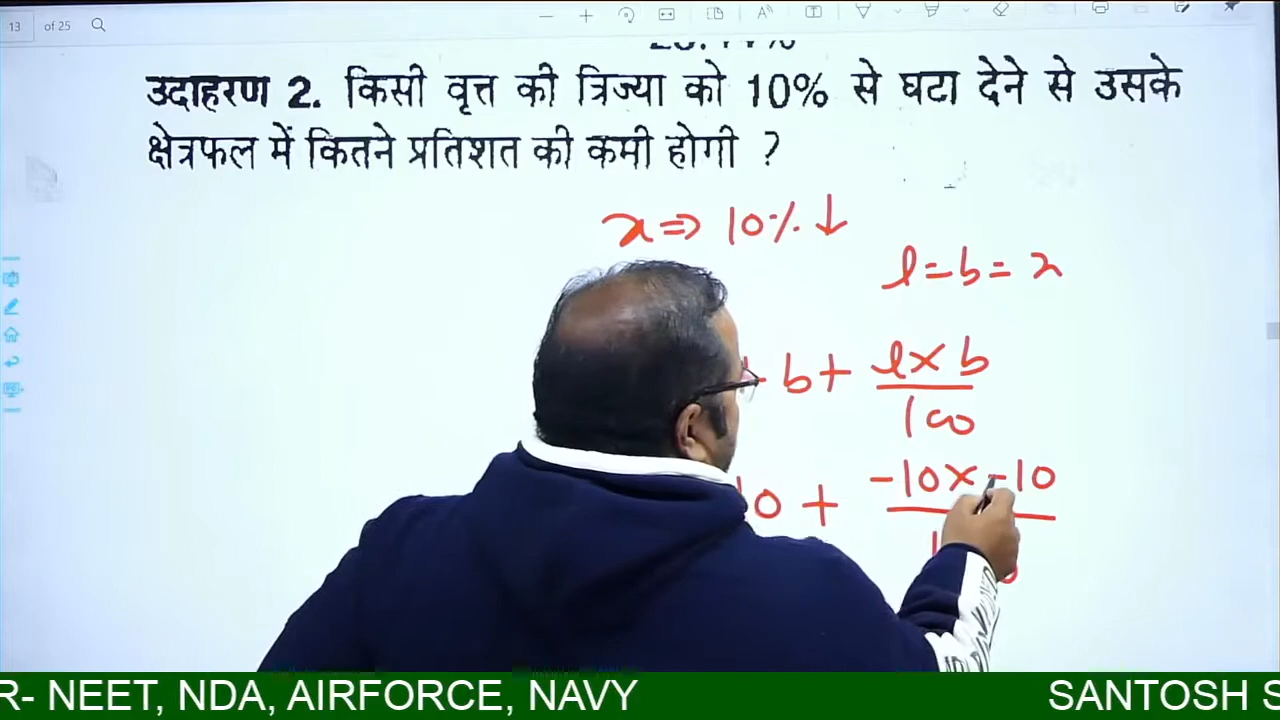 13 of 25
उदाहरण 2. किसी वृत्त की त्रिज्या को 10% से घटा देने से उसके
क्षेत्रफल में कितने प्रतिशत की कमी होगी ?
⇒ 10% ↓
l = b =
b + l × b
100
10 + -10 × -10
R- NEET, NDA, AIRFORCE, NAVY
SANTOSH S